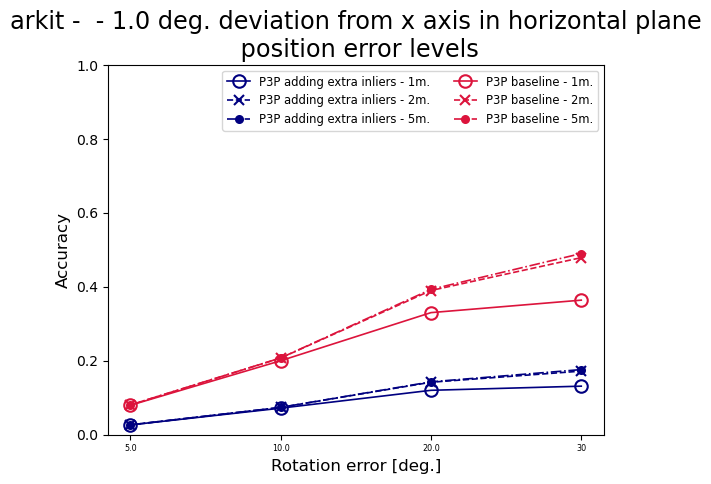 arkit -  - 1.0 deg. deviation from x axis in horizontal plane
position error levels
P3P adding extra inliers - 1m.
P3P adding extra inliers - 2m.
P3P adding extra inliers - 5m.
P3P baseline - 1m.
P3P baseline - 2m.
P3P baseline - 5m.
Accuracy
1.0
0.8
0.6
0.4
0.2
0.0
5.0
10.0
20.0
30
Rotation error [deg.]